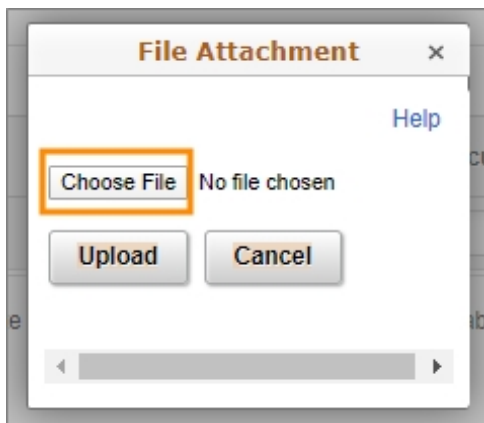 File Attachment ×
Help
Choose File No file chosen
Upload Cancel
e